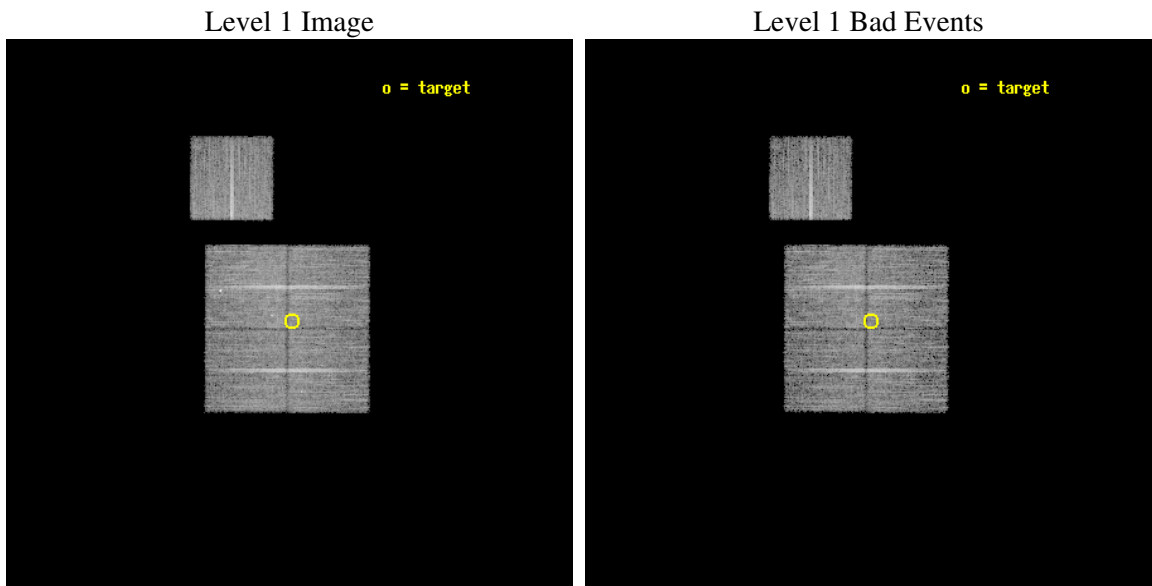 Level 1 Image
Level 1 Bad Events
o = target
o = target